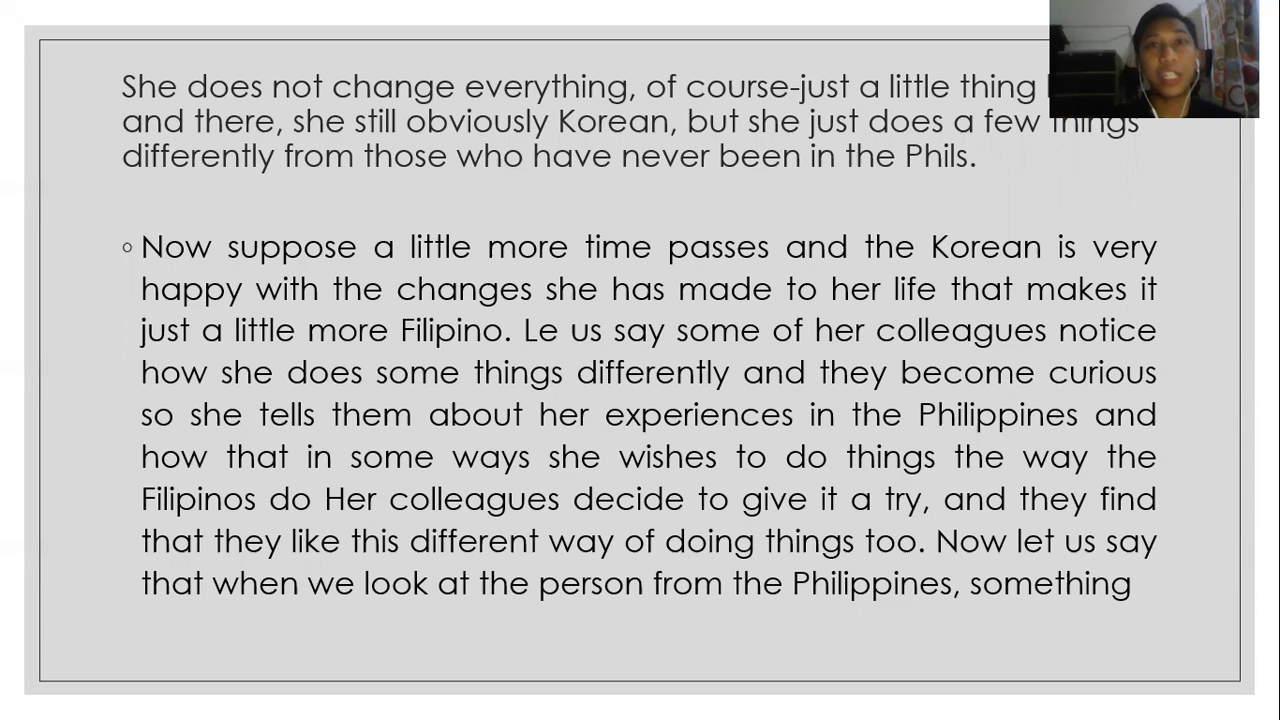 She does not change everything, of course-just a little thing
and there, she still obviously Korean, but she just does a few things
differently from those who have never been in the Phils.
◦ Now suppose a little more time passes and the Korean is very
happy with the changes she has made to her life that makes it
just a little more Filipino. Le us say some of her colleagues notice
how she does some things differently and they become curious
so she tells them about her experiences in the Philippines and
how that in some ways she wishes to do things the way the
Filipinos do Her colleagues decide to give it a try, and they find
that they like this different way of doing things too. Now let us say
that when we look at the person from the Philippines, something